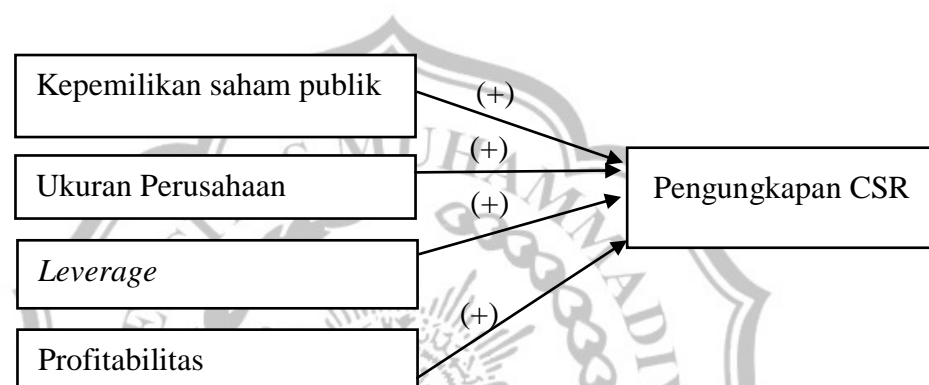 Kepemilikan saham publik
(+)
Ukuran Perusahaan
(+)
Pengungkapan CSR
(+)
Leverage
(+)
Profitabilitas